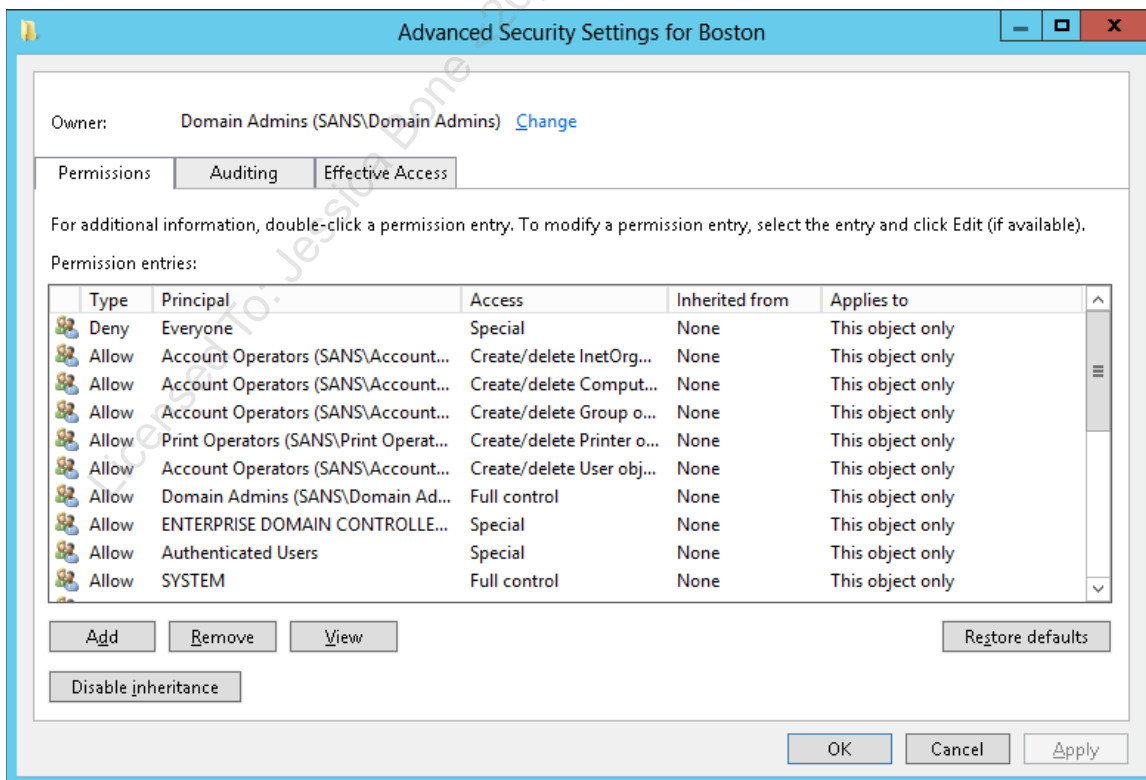 Advanced Security Settings for Boston
Owner: Domain Admins (SANS\Domain Admins) Change
Permissions Auditing Effective Access
For additional information, double-click a permission entry. To modify a permission entry, select the entry and click Edit (if available).
Permission entries:
Type Principal Access Inherited from Applies to
Deny Everyone Special None This object only
Allow Account Operators (SANS\Account... Create/delete InetOrg... None This object only
Allow Account Operators (SANS\Account... Create/delete Comput... None This object only
Allow Account Operators (SANS\Account... Create/delete Group o... None This object only
Allow Print Operators (SANS\Print Operat... Create/delete Printer o... None This object only
Allow Account Operators (SANS\Account... Create/delete User obj... None This object only
Allow Domain Admins (SANS\Domain Ad... Full control None This object only
Allow ENTERPRISE DOMAIN CONTROLLE... Special None This object only
Allow Authenticated Users Special None This object only
Allow SYSTEM Full control None This object only
Add Remove View Restore defaults
Disable inheritance
OK Cancel Apply
Licensed To: Jessica Bone